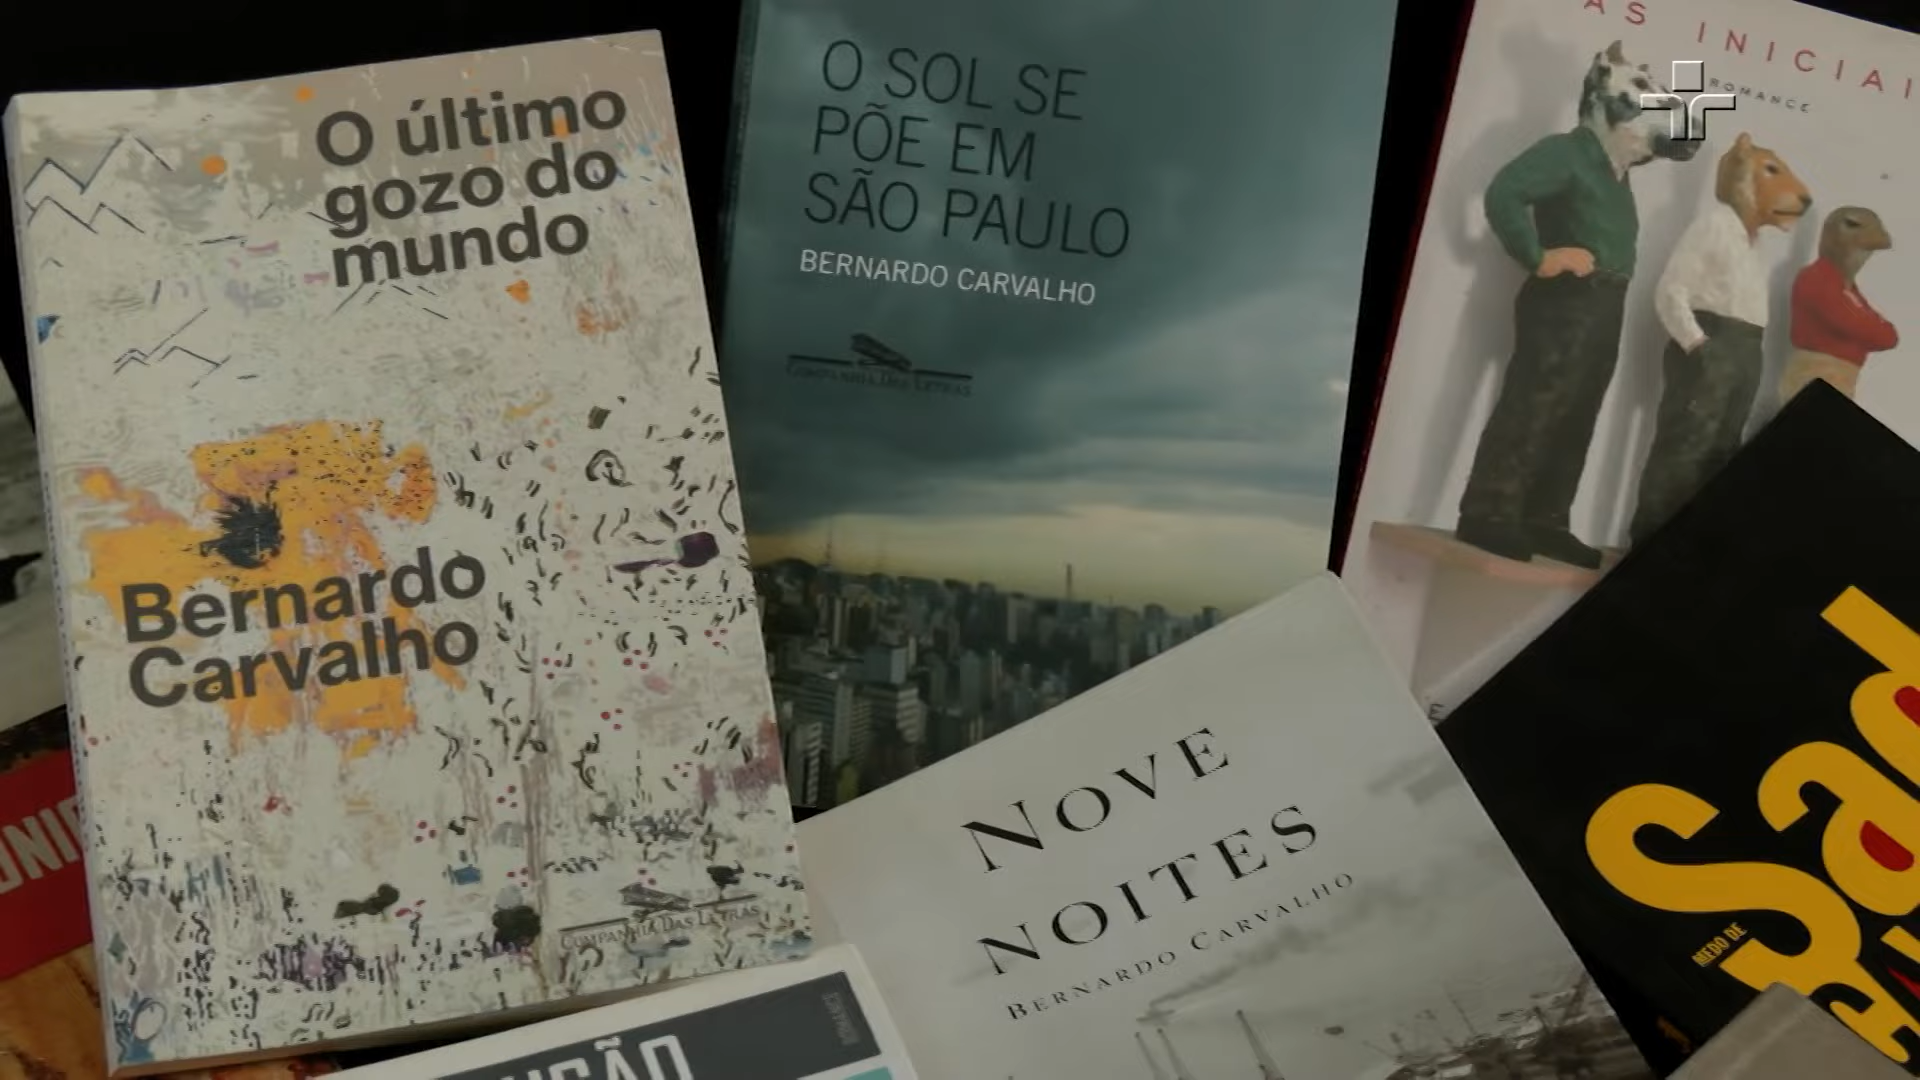 O último
gozo do
mundo
Bernardo
Carvalho
COMPANHIA DAS LETRAS
O SOL SE
PÕE EM
SÃO PAULO
BERNARDO CARVALHO
COMPANHIA DAS LETRAS
AS INICIAI
ROMANCE
NOVE
NOITES
BERNARDO CARVALHO
MEDO DE
Sad